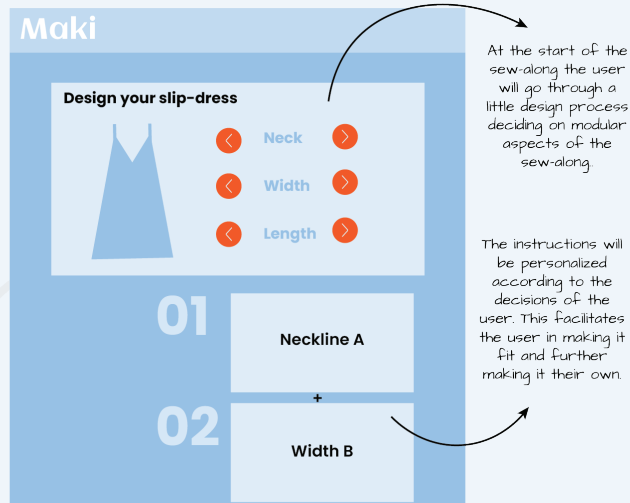 Maki
Design your slip-dress
Neck
Width
Length
01
Neckline A
+
02
Width B
At the start of the
sew-along the user
will go through a
little design process
deciding on modular
aspects of the
sew-along.
The instructions will
be personalized
according to the
decisions of the
user. This facilitates
the user in making it
fit and further
making it their own.